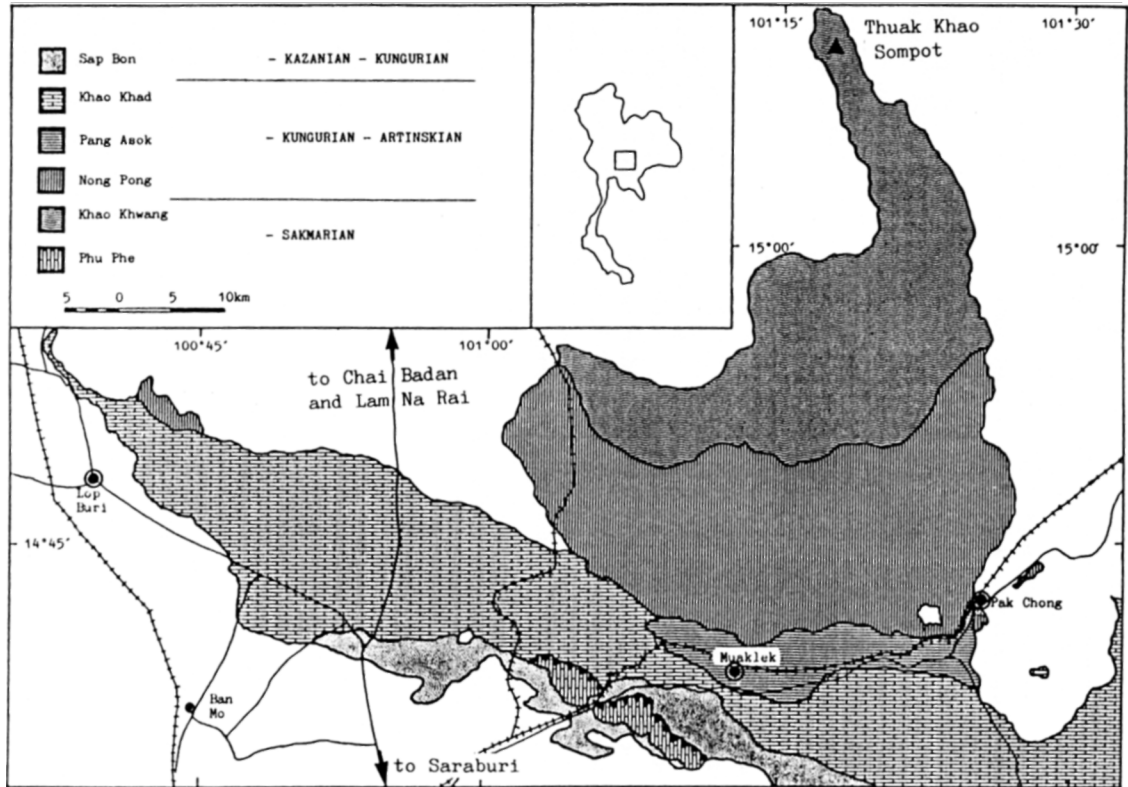 Sap Bon
- KAZANIAN - KUNGURIAN
Khao Khad
Pang Asok
- KUNGURIAN - ARTINSKIAN
Nong Pong
Khao Khwang
- SAKMARIAN
Phu Phe
5 0 5 10km
101°15'
101°30'
Thuak Khao
Sompot
15°00'
15°00'
100°45'
101°00'
to Chai Badan
and Lam Na Rai
Lop
Buri
14°45'
Pak Chong
Muaklek
Ban
Mo
to Saraburi